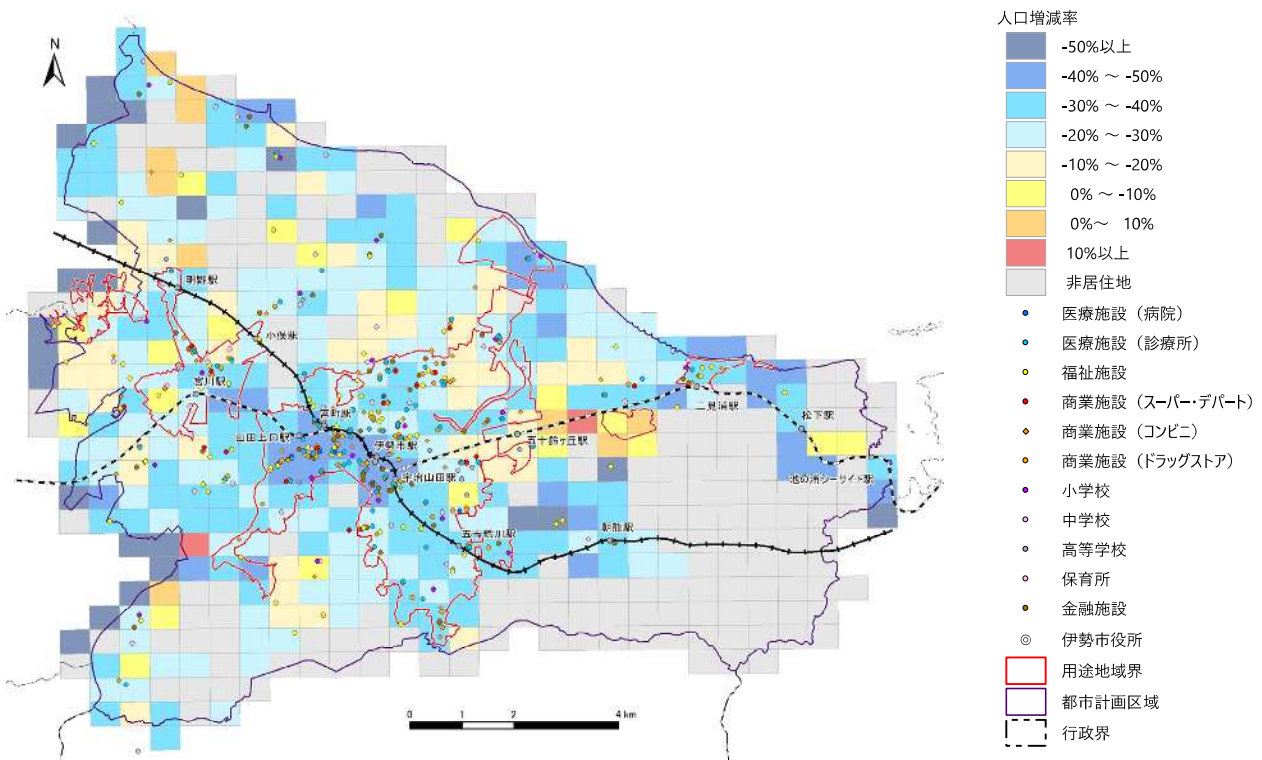 人口増減率
-50%以上
-40% ～ -50%
-30% ～ -40%
-20% ～ -30%
-10% ～ -20%
0% ～ -10%
0%～ 10%
10%以上
非居住地
医療施設（病院）
医療施設（診療所）
福祉施設
商業施設（スーパー・デパート）
商業施設（コンビニ）
商業施設（ドラッグストア）
小学校
中学校
高等学校
保育所
金融施設
伊勢市役所
用途地域界
都市計画区域
行政界
N
明野駅
小俣駅
宮川駅
宮町駅
山田上口駅
伊勢市駅
宇治山田駅
五十鈴ヶ丘駅
二見浦駅
松下駅
池の浦シーサイド駅
五十鈴川駅
朝熊駅
0 1 2 4 km